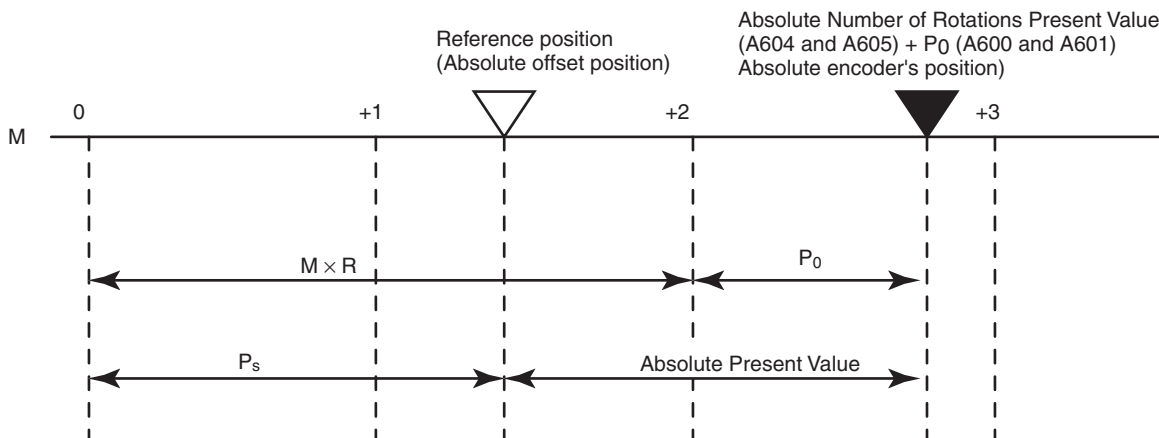 Absolute Number of Rotations Present Value
(A604 and A605) + P0 (A600 and A601)
Absolute encoder's position)
Reference position
(Absolute offset position)
0
+1
+2
+3
M
M × R
P0
Ps
Absolute Present Value